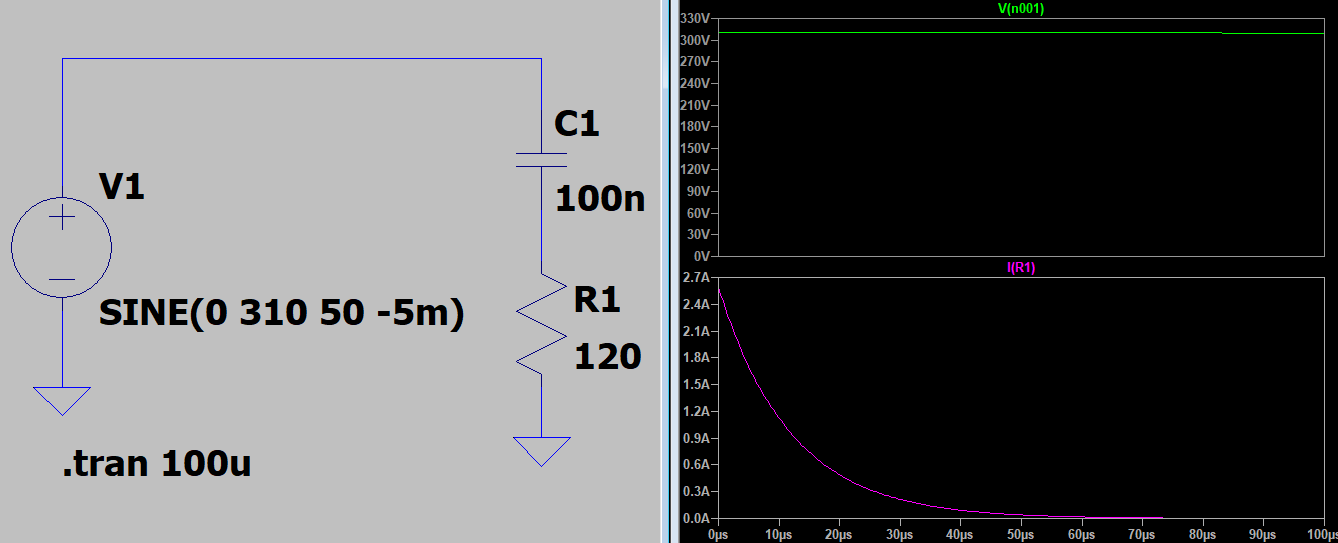 V1
SINE(0 310 50 -5m)
.tran 100u
C1
100n
R1
120
V(n001)
330V
300V
270V
240V
210V
180V
150V
120V
90V
60V
30V
0V
I(R1)
2.7A
2.4A
2.1A
1.8A
1.5A
1.2A
0.9A
0.6A
0.3A
0.0A
0µs 10µs 20µs 30µs 40µs 50µs 60µs 70µs 80µs 90µs 100µs